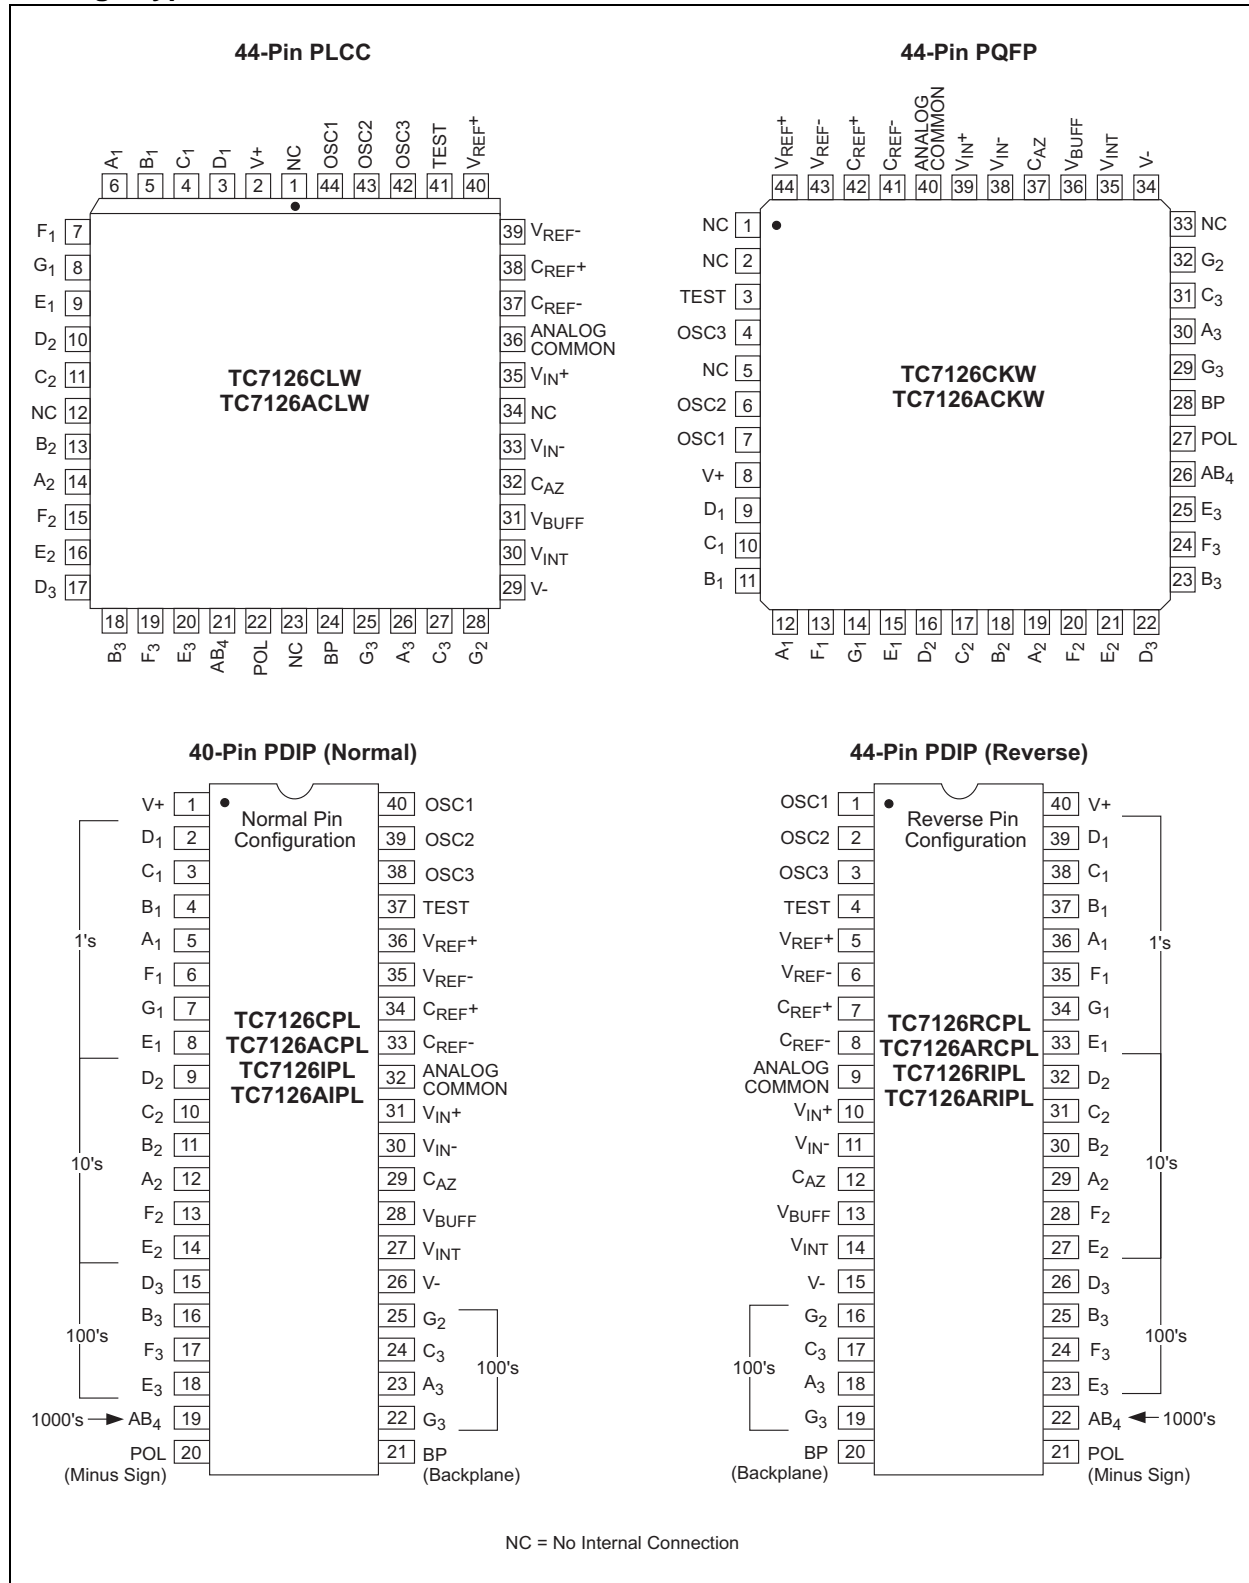 44-Pin PLCC
A1 B1 C1 D1 V+ NC OSC1 OSC2 OSC3 TEST VREF+
6 5 4 3 2 1 44 43 42 41 40
F1 7
G1 8
E1 9
D2 10
C2 11
NC 12
B2 13
A2 14
F2 15
E2 16
D3 17
TC7126CLW
TC7126ACLW
39 VREF-
38 CREF+
37 CREF-
36 ANALOG
COMMON
35 VIN+
34 NC
33 VIN-
32 CAZ
31 VBUFF
30 VINT
29 V-
18 19 20 21 22 23 24 25 26 27 28
B3 F3 E3 AB4 POL NC BP G3 A3 C3 G2
44-Pin PQFP
VREF+ VREF- CREF+ CREF- ANALOG COMMON VIN+ VIN- CAZ VBUFF VINT V-
44 43 42 41 40 39 38 37 36 35 34
NC 1
NC 2
TEST 3
OSC3 4
NC 5
OSC2 6
OSC1 7
V+ 8
D1 9
C1 10
B1 11
TC7126CKW
TC7126ACKW
33 NC
32 G2
31 C3
30 A3
29 G3
28 BP
27 POL
26 AB4
25 E3
24 F3
23 B3
12 13 14 15 16 17 18 19 20 21 22
A1 F1 G1 E1 D2 C2 B2 A2 F2 E2 D3
40-Pin PDIP (Normal)
Normal Pin
Configuration
V+ 1
D1 2
C1 3
B1 4
A1 5
F1 6
G1 7
E1 8
D2 9
C2 10
B2 11
A2 12
F2 13
E2 14
D3 15
B3 16
F3 17
E3 18
AB4 19
POL 20
(Minus Sign)
1's
10's
100's
1000's
TC7126CPL
TC7126ACPL
TC7126IPL
TC7126AIPL
40 OSC1
39 OSC2
38 OSC3
37 TEST
36 VREF+
35 VREF-
34 CREF+
33 CREF-
32 ANALOG
COMMON
31 VIN+
30 VIN-
29 CAZ
28 VBUFF
27 VINT
26 V-
25 G2
24 C3
23 A3
22 G3
21 BP
(Backplane)
100's
44-Pin PDIP (Reverse)
Reverse Pin
Configuration
OSC1 1
OSC2 2
OSC3 3
TEST 4
VREF+ 5
VREF- 6
CREF+ 7
CREF- 8
ANALOG
COMMON 9
VIN+ 10
VIN- 11
CAZ 12
VBUFF 13
VINT 14
V- 15
G2 16
C3 17
A3 18
G3 19
BP 20
(Backplane)
100's
TC7126RCPL
TC7126ARCPL
TC7126RIPL
TC7126ARIPL
40 V+
39 D1
38 C1
37 B1
36 A1
35 F1
34 G1
33 E1
32 D2
31 C2
30 B2
29 A2
28 F2
27 E2
26 D3
25 B3
24 F3
23 E3
22 AB4
21 POL
(Minus Sign)
1's
10's
100's
1000's
NC = No Internal Connection